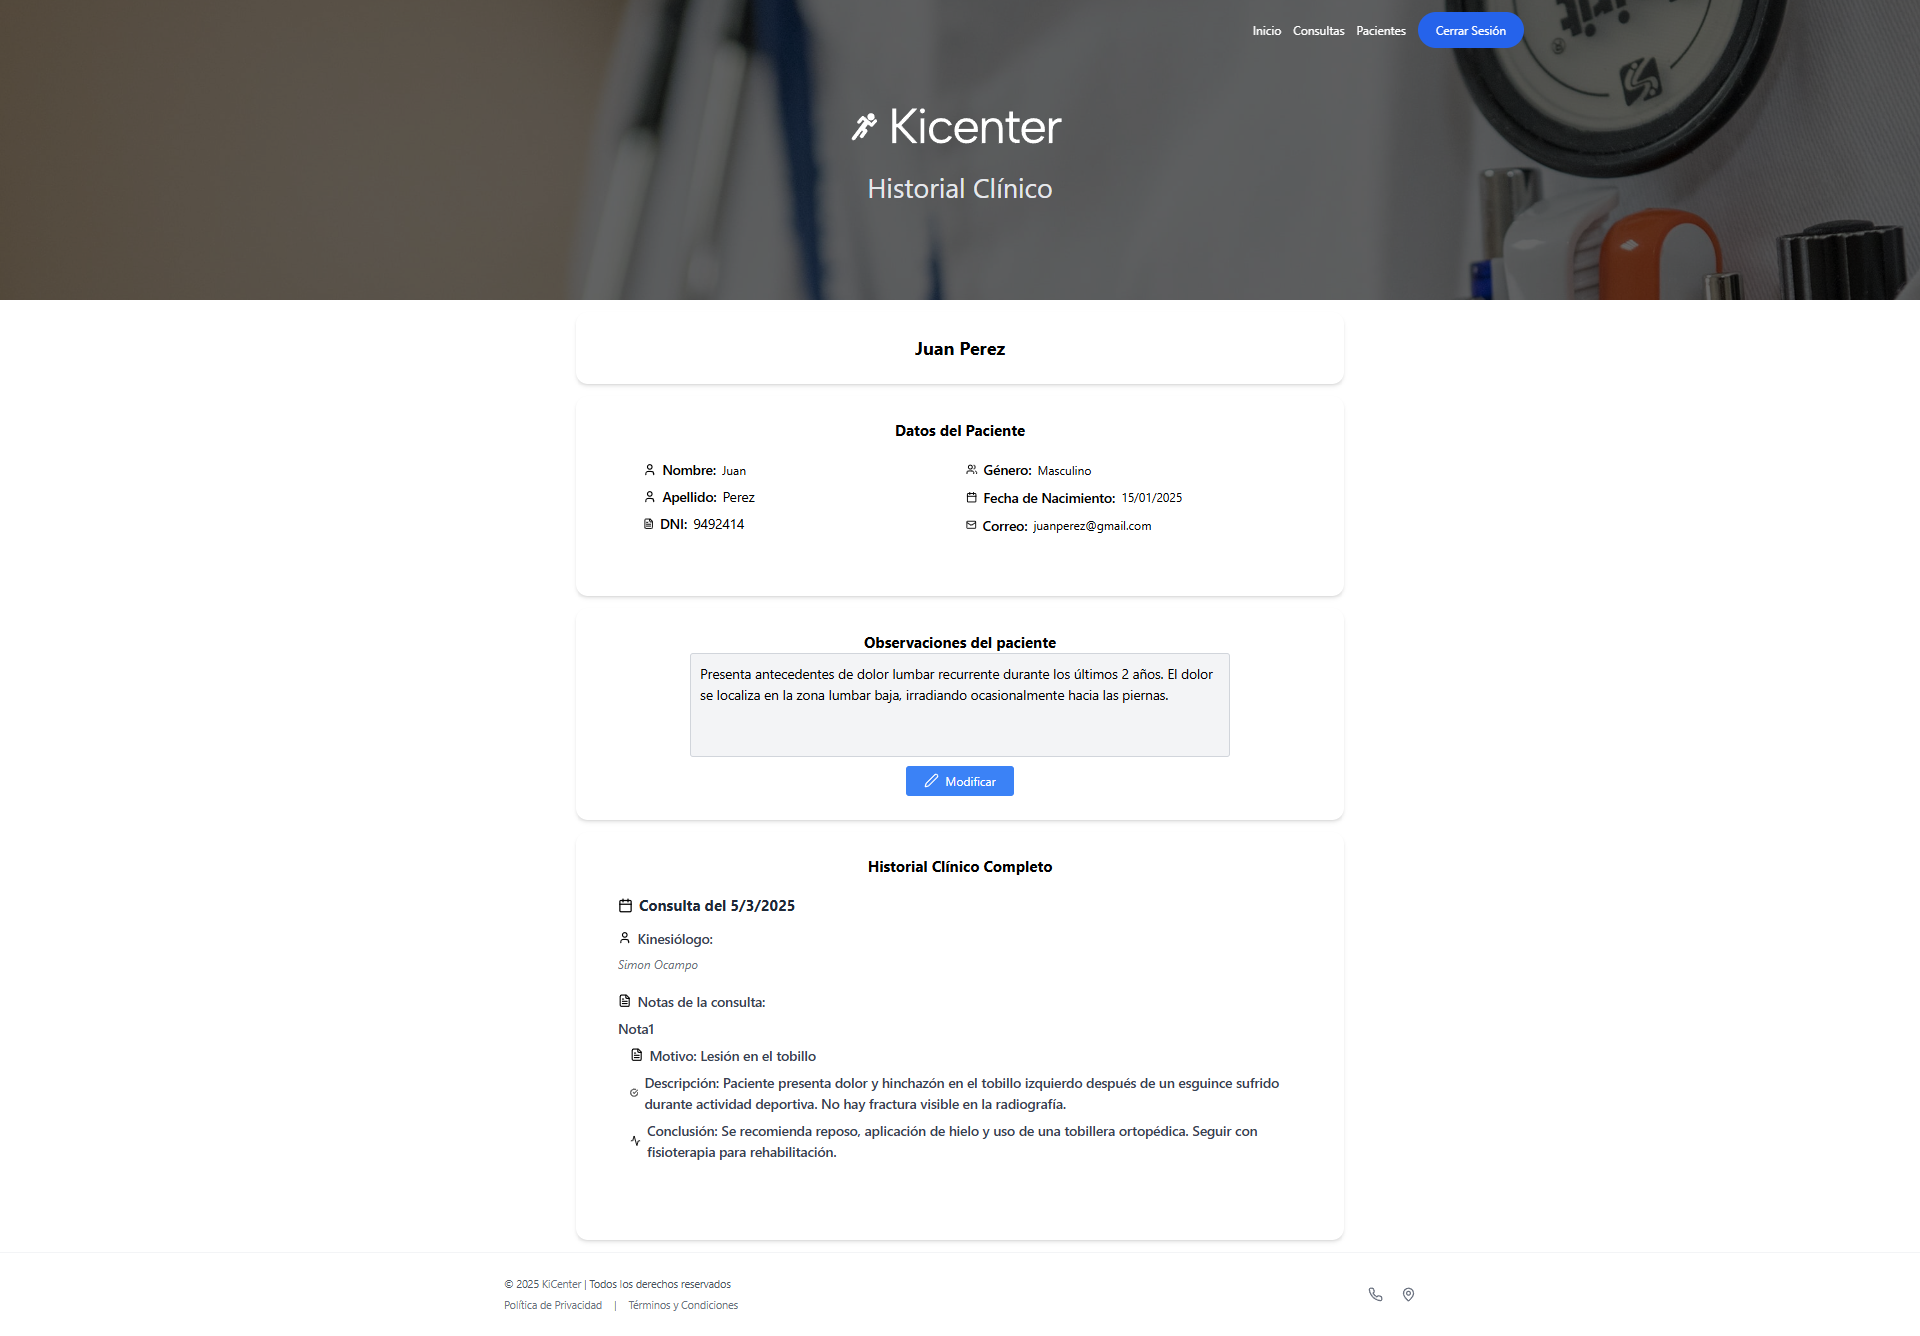 Inicio Consultas Pacientes Cerrar Sesión
Kicenter
Historial Clínico
Juan Perez
Datos del Paciente
Nombre: Juan
Apellido: Perez
DNI: 9492414
Género: Masculino
Fecha de Nacimiento: 15/01/2025
Correo: juanperez@gmail.com
Observaciones del paciente
Presenta antecedentes de dolor lumbar recurrente durante los últimos 2 años. El dolor
se localiza en la zona lumbar baja, irradiando ocasionalmente hacia las piernas.
Modificar
Historial Clínico Completo
Consulta del 5/3/2025
Kinesiólogo:
Simon Ocampo
Notas de la consulta:
Nota1
Motivo: Lesión en el tobillo
Descripción: Paciente presenta dolor y hinchazón en el tobillo izquierdo después de un esguince sufrido
durante actividad deportiva. No hay fractura visible en la radiografía.
Conclusión: Se recomienda reposo, aplicación de hielo y uso de una tobillera ortopédica. Seguir con
fisioterapia para rehabilitación.
© 2025 KiCenter | Todos los derechos reservados
Política de Privacidad | Términos y Condiciones